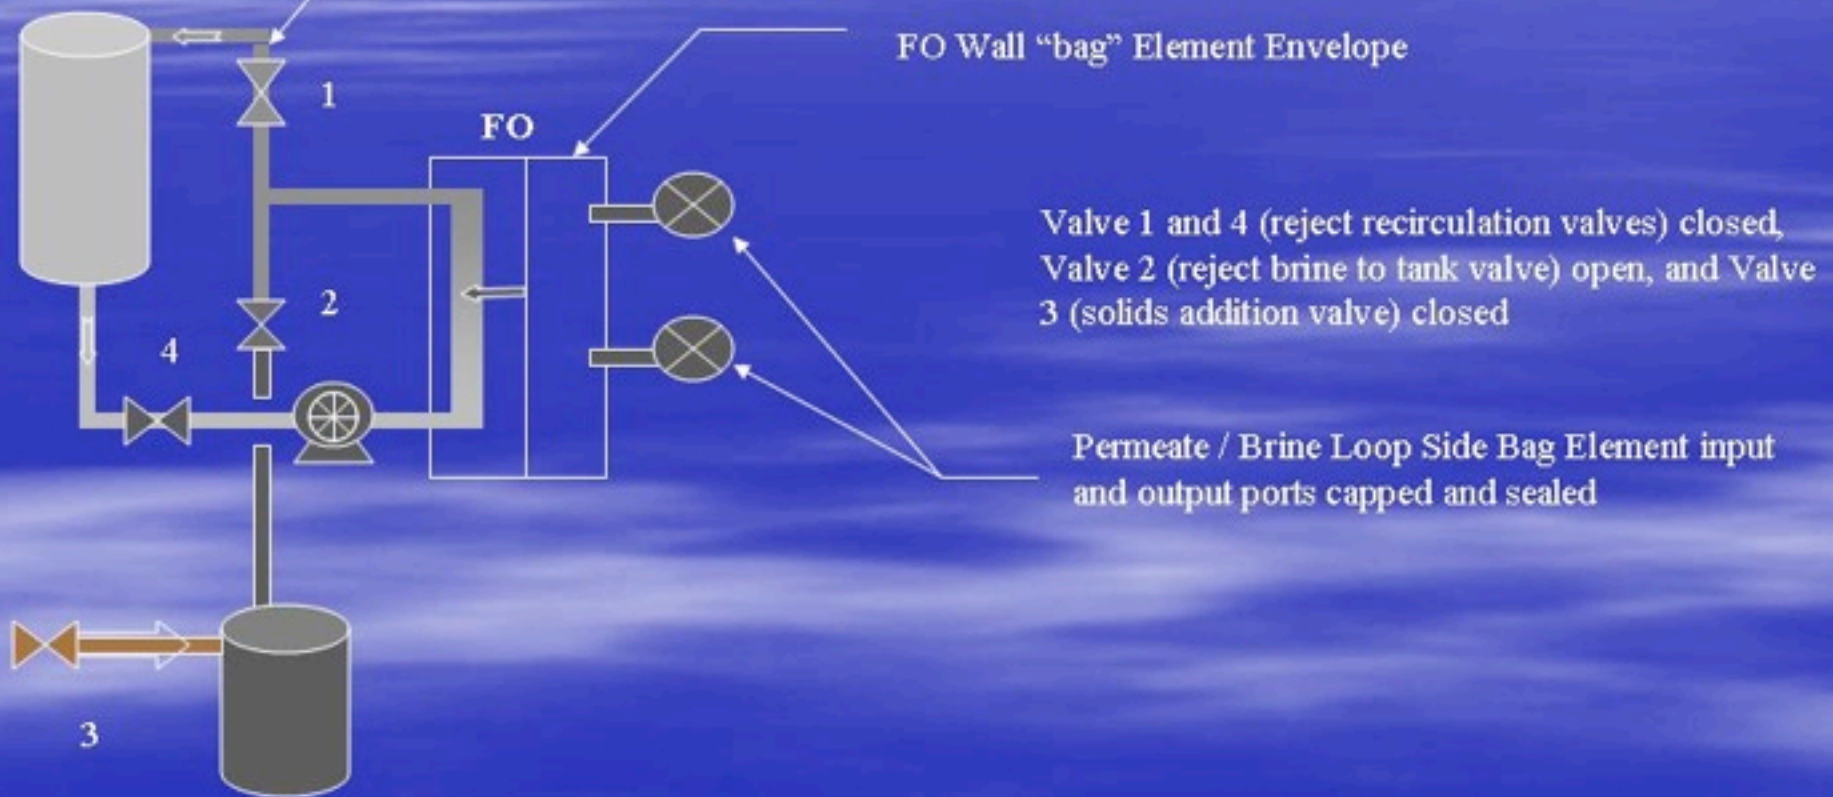 FO Wall “bag” Element Envelope
1
FO
Valve 1 and 4 (reject recirculation valves) closed,
Valve 2 (reject brine to tank valve) open, and Valve
3 (solids addition valve) closed
2
4
Permeate / Brine Loop Side Bag Element input
and output ports capped and sealed
3